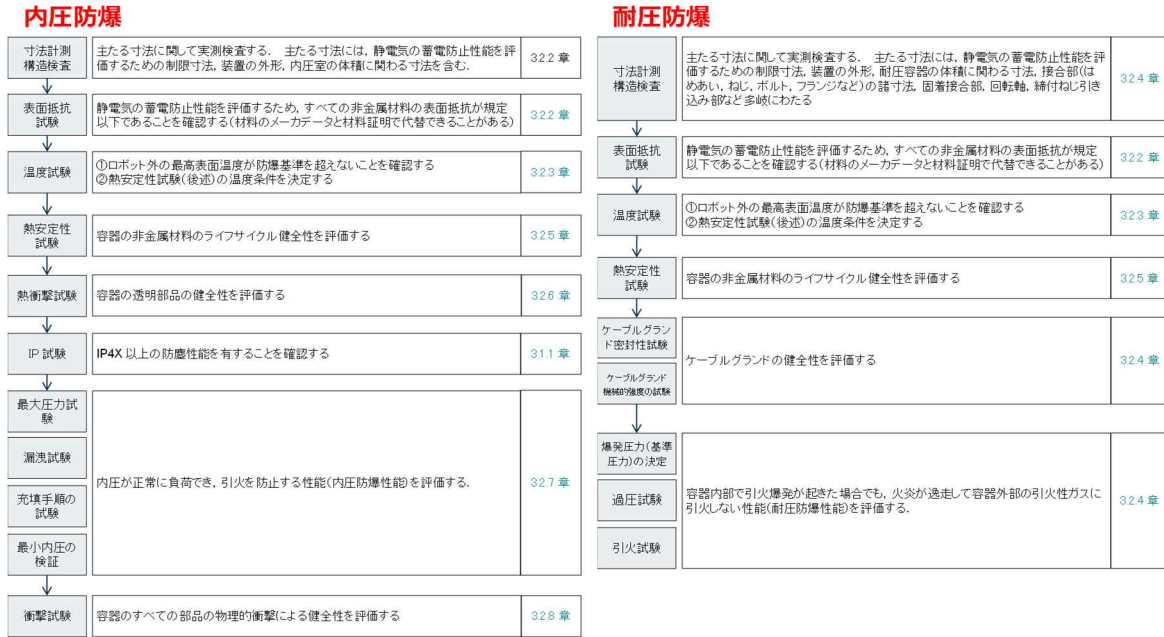 内圧防爆
寸法計測
構造検査
主たる寸法に関して実測検査する． 主たる寸法には, 静電気の蓄電防止性能を評
価するための制限寸法, 装置の外形, 内圧室の体積に関わる寸法を含む.
3.2.2 章
表面抵抗
試験
静電気の蓄電防止性能を評価するため, すべての非金属材料の表面抵抗が規定
以下であることを確認する(材料のメーカデータと材料証明で代替できることがある)
3.2.2 章
温度試験
①ロボット外の最高表面温度が防爆基準を超えないことを確認する
②熱安定性試験(後述)の温度条件を決定する
3.2.3 章
熱安定性
試験
容器の非金属材料のライフサイクル健全性を評価する
3.2.5 章
熱衝撃試験
容器の透明部品の健全性を評価する
3.2.6 章
IP 試験
IP4X 以上の防塵性能を有することを確認する
3.1.1 章
最大圧力試
験
漏洩試験
充填手順の
試験
最小内圧の
検証
内圧が正常に負荷でき, 引火を防止する性能(内圧防爆性能)を評価する.
3.2.7 章
衝撃試験
容器のすべての部品の物理的衝撃による健全性を評価する
3.2.8 章
耐圧防爆
寸法計測
構造検査
主たる寸法に関して実測検査する． 主たる寸法には, 静電気の蓄電防止性能を評
価するための制限寸法, 装置の外形, 耐圧容器の体積に関わる寸法, 接合部(は
めあい, ねじ, ボルト, フランジなど)の諸寸法, 固着接合部, 回転軸, 締付ねじ引き
込み部など多岐にわたる
3.2.4 章
表面抵抗
試験
静電気の蓄電防止性能を評価するため, すべての非金属材料の表面抵抗が規定
以下であることを確認する(材料のメーカデータと材料証明で代替できることがある)
3.2.2 章
温度試験
①ロボット外の最高表面温度が防爆基準を超えないことを確認する
②熱安定性試験(後述)の温度条件を決定する
3.2.3 章
熱安定性
試験
容器の非金属材料のライフサイクル健全性を評価する
3.2.5 章
ケーブルグラン
ド密封性試験
ケーブルグランド
機械的強度の試験
ケーブルグランドの健全性を評価する
3.2.4 章
爆発圧力(基準
圧力)の決定
過圧試験
引火試験
容器内部で引火爆発が起きた場合でも, 火炎が逸走して容器外部の引火性ガスに
引火しない性能(耐圧防爆性能)を評価する.
3.2.4 章